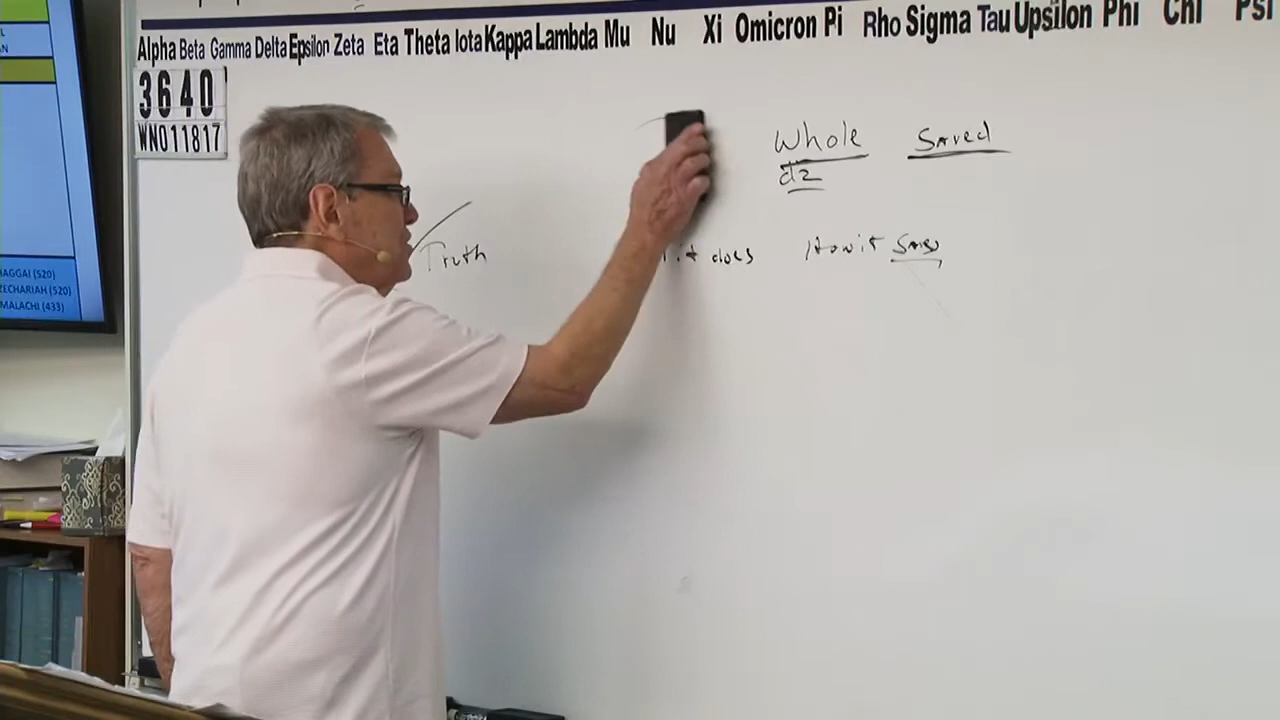 Alpha Beta Gamma Delta Epsilon Zeta Eta Theta Iota Kappa Lambda Mu Nu Xi Omicron Pi Rho Sigma Tau Upsilon Phi Chi Psi
3640
WN011817
Whole Saved
d2
Truth it does How it Says
HAGGAI (520)
ZECHARIAH (520)
MALACHI (433)